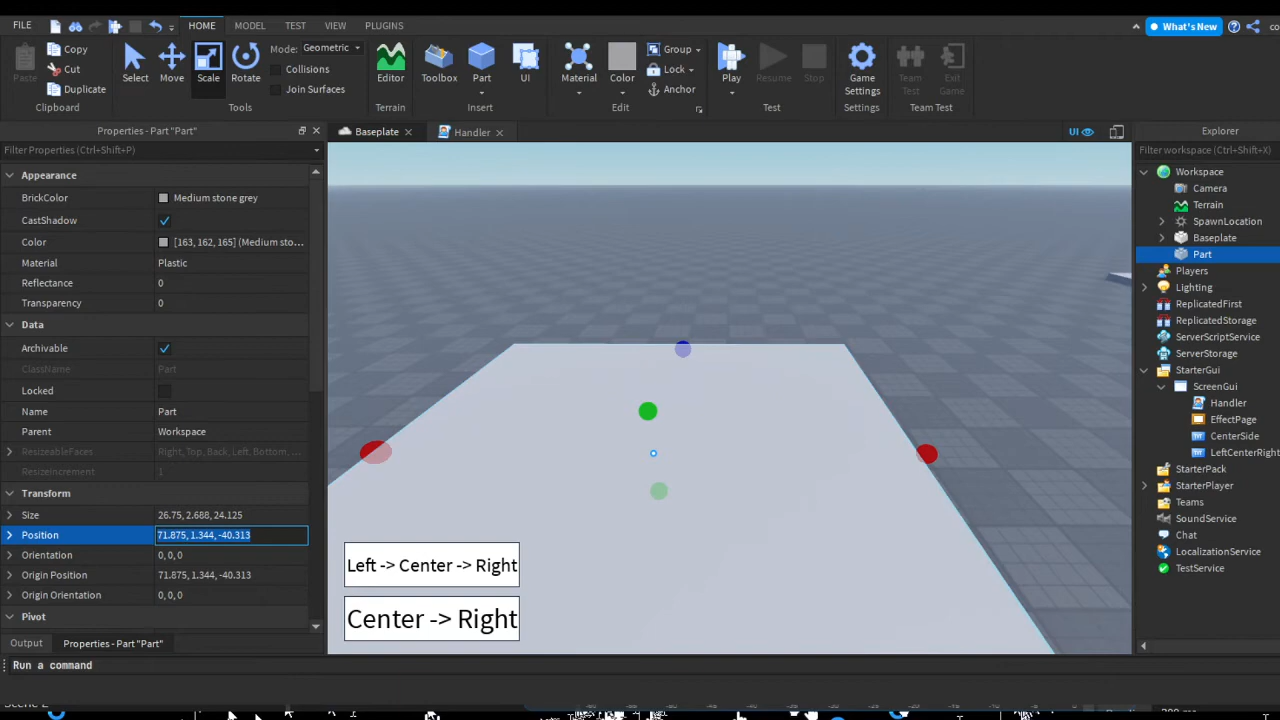 FILE HOME MODEL TEST VIEW PLUGINS What's New co
Paste Copy Cut Duplicate Select Move Scale Rotate Mode: Geometric Collisions Join Surfaces Editor Toolbox Part UI Material Color Group Lock Anchor Play Resume Stop Game Settings Team Test Exit Game
Clipboard Tools Terrain Insert Edit Test Settings Team Test
Properties - Part "Part" Baseplate Handler UI Explorer
Filter Properties (Ctrl+Shift+P)
Appearance
BrickColor Medium stone grey
CastShadow
Color [163, 162, 165] (Medium sto...
Material Plastic
Reflectance 0
Transparency 0
Data
Archivable
ClassName Part
Locked
Name Part
Parent Workspace
ResizeableFaces Right, Top, Back, Left, Bottom, ...
ResizeIncrement 1
Transform
Size 26.75, 2.688, 24.125
Position 71.875, 1.344, -40.313
Orientation 0, 0, 0
Origin Position 71.875, 1.344, -40.313
Origin Orientation 0, 0, 0
Pivot
Output Properties - Part "Part"
Run a command
Left -> Center -> Right
Center -> Right
Filter workspace (Ctrl+Shift+X)
Workspace
Camera
Terrain
SpawnLocation
Baseplate
Part
Players
Lighting
ReplicatedFirst
ReplicatedStorage
ServerScriptService
ServerStorage
StarterGui
ScreenGui
Handler
EffectPage
CenterSide
LeftCenterRight
StarterPack
StarterPlayer
Teams
SoundService
Chat
LocalizationService
TestService